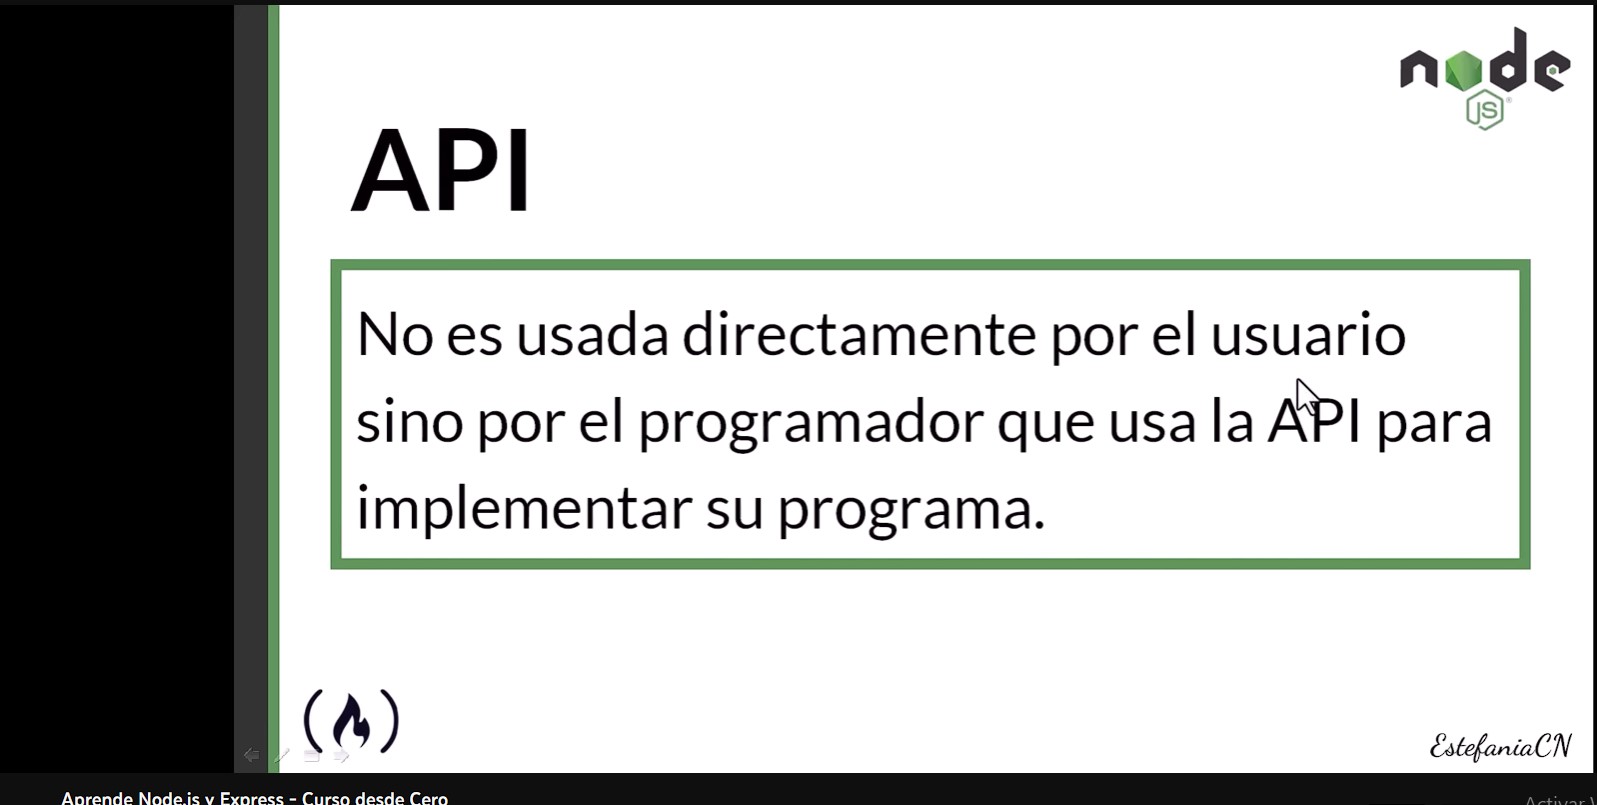 node
JS
API
No es usada directamente por el usuario
sino por el programador que usa la API para
implementar su programa.
EstefaniaCN
Aprende Node.js y Express - Curso desde Cero
Activar